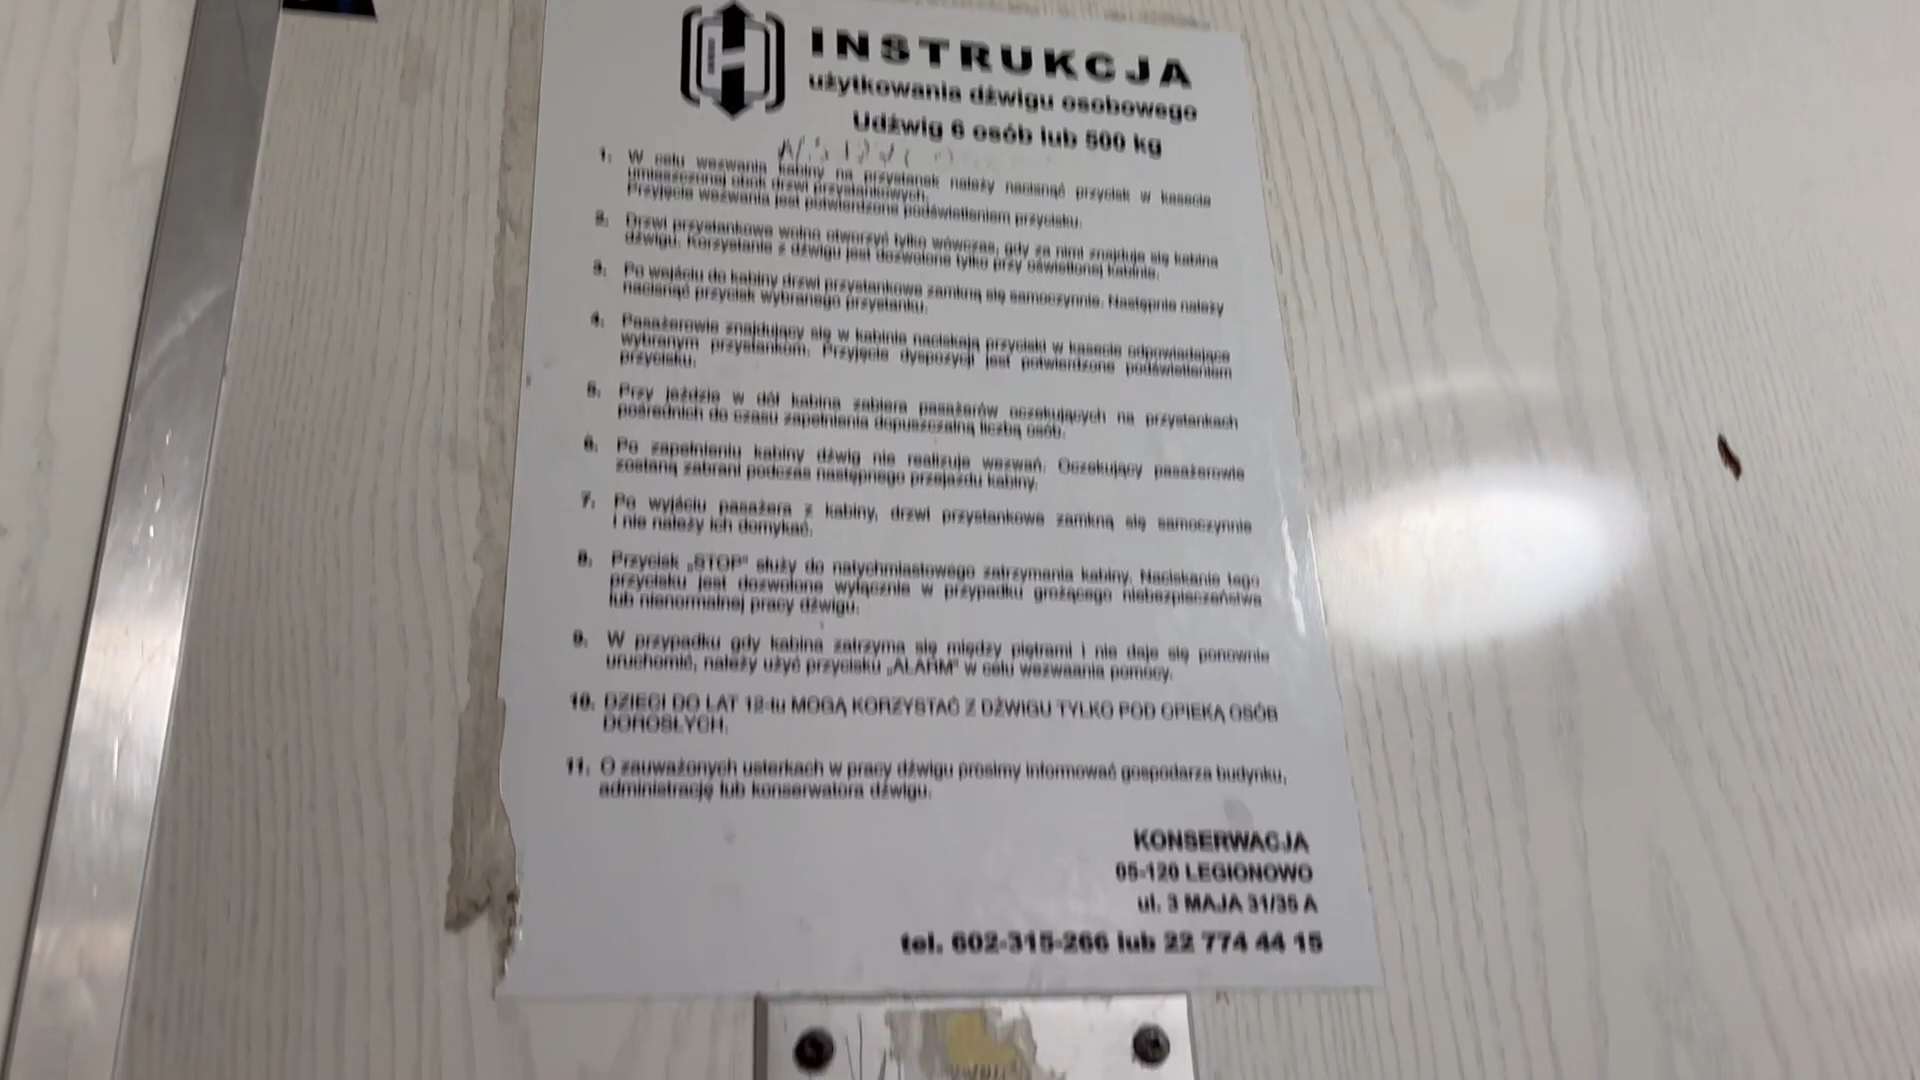 INSTRUKCJA
użytkowania dźwigu osobowego
Udźwig 6 osób lub 500 kg
1. W celu wezwania kabiny na przystanek należy nacisnąć przycisk w kasecie
umieszczonej obok drzwi przystankowych.
Przyjęcie wezwania jest potwierdzone podświetleniem przycisku.
2. Drzwi przystankowe wolno otworzyć tylko wówczas, gdy za nimi znajduje się kabina
dźwigu. Korzystanie z dźwigu jest dozwolone tylko przy oświetlonej kabinie.
3. Po wejściu do kabiny drzwi przystankowe zamkną się samoczynnie. Następnie należy
nacisnąć przycisk wybranego przystanku.
4. Pasażerowie znajdujący się w kabinie naciskają przyciski w kasecie odpowiadające
wybranym przystankom. Przyjęcie dyspozycji jest potwierdzone podświetleniem
przycisku.
5. Przy jeździe w dół kabina zabiera pasażerów oczekujących na przystankach
pośrednich do czasu zapełnienia dopuszczalną liczbą osób.
6. Po zapełnieniu kabiny dźwig nie realizuje wezwań. Oczekujący pasażerowie
zostaną zabrani podczas następnego przejazdu kabiny.
7. Po wyjściu pasażera z kabiny, drzwi przystankowe zamkną się samoczynnie
i nie należy ich domykać.
8. Przycisk „STOP” służy do natychmiastowego zatrzymania kabiny. Naciskanie tego
przycisku jest dozwolone wyłącznie w przypadku grożącego niebezpieczeństwa
lub nienormalnej pracy dźwigu.
9. W przypadku gdy kabina zatrzyma się między piętrami i nie daje się ponownie
uruchomić, należy użyć przycisku „ALARM” w celu wezwaania pomocy.
10. DZIECI DO LAT 12-tu MOGĄ KORZYSTAĆ Z DŹWIGU TYLKO POD OPIEKĄ OSÓB
DOROSŁYCH.
11. O zauważonych usterkach w pracy dźwigu prosimy informować gospodarza budynku,
administrację lub konserwatora dźwigu.
KONSERWACJA
05-120 LEGIONOWO
ul. 3 MAJA 31/35 A
tel. 602-315-266 lub 22 774 44 15